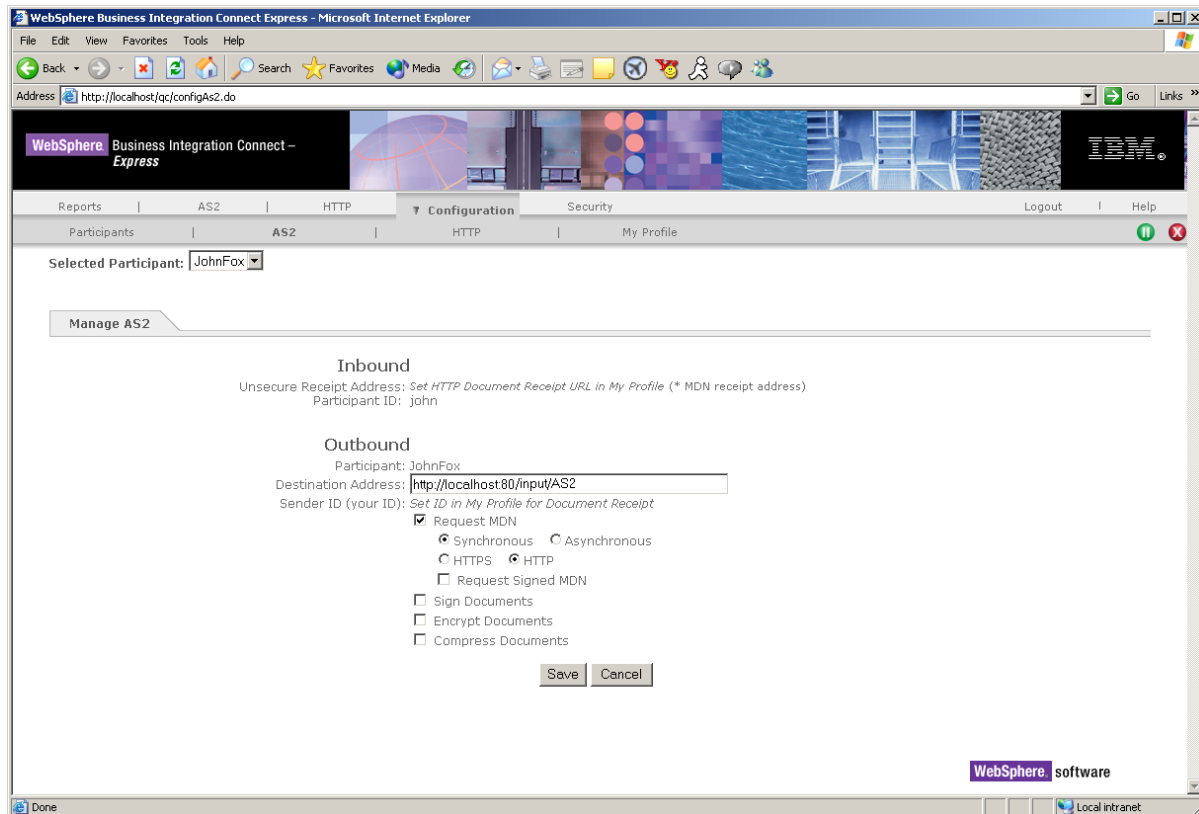 WebSphere Business Integration Connect Express - Microsoft Internet Explorer
File Edit View Favorites Tools Help
Back Search Favorites Media
Address http://localhost/qc/configAs2.do Go Links »
WebSphere. Business Integration Connect –
Express
IBM®
Reports | AS2 | HTTP Configuration Security Logout | Help
Participants | AS2 | HTTP | My Profile
Selected Participant: JohnFox
Manage AS2
Inbound
Unsecure Receipt Address: Set HTTP Document Receipt URL in My Profile (* MDN receipt address)
Participant ID: john
Outbound
Participant: JohnFox
Destination Address: http://localhost:80/input/AS2
Sender ID (your ID): Set ID in My Profile for Document Receipt
Request MDN
Synchronous Asynchronous
HTTPS HTTP
Request Signed MDN
Sign Documents
Encrypt Documents
Compress Documents
Save Cancel
WebSphere. software
Done Local intranet